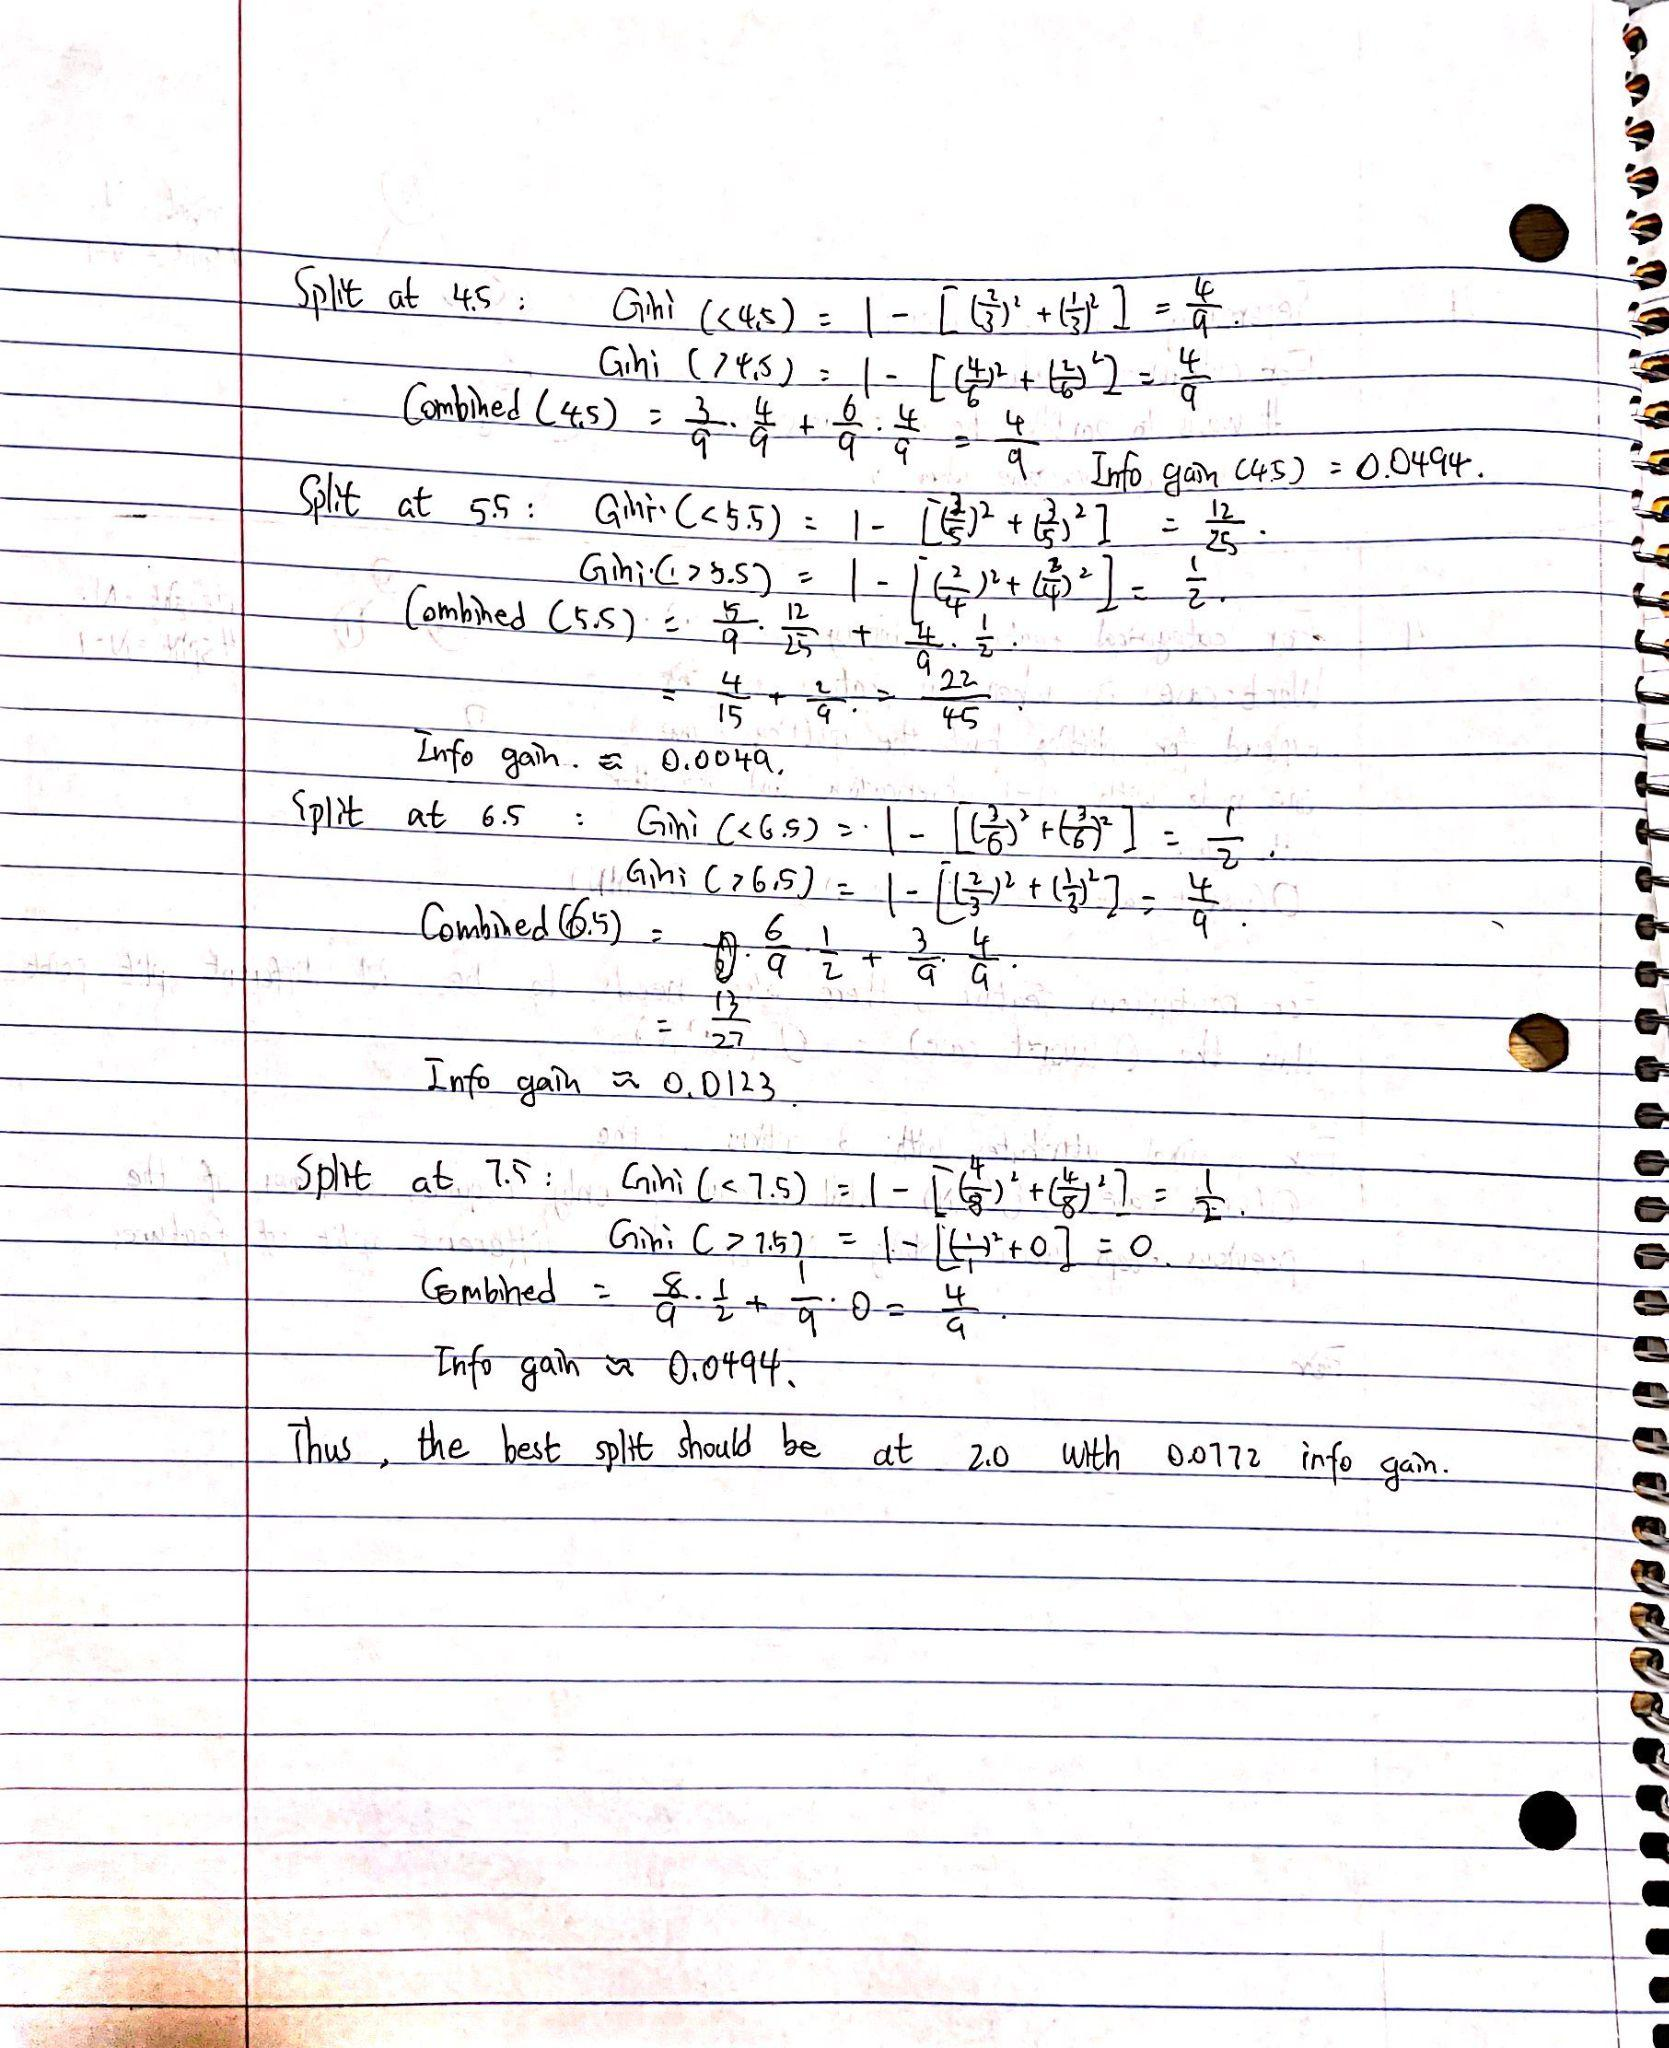 Split at 4.5 : Gini (<4.5) = 1 - [(2/3)² + (1/3)²] = 4/9.
Gini (>4.5) = 1 - [(4/6)² + (2/6)²] = 4/9
Combined (4.5) = 3/9 · 4/9 + 6/9 · 4/9 = 4/9
Info gain (4.5) = 0.0494.
Split at 5.5 : Gini (<5.5) = 1 - [(2/5)² + (3/5)²] = 12/25.
Gini (>5.5) = 1 - [(2/4)² + (2/4)²] = 1/2.
Combined (5.5) = 5/9 · 12/25 + 4/9 · 1/2.
= 4/15 + 2/9. = 22/45.
Info gain. ≈ 0.0049.
Split at 6.5 : Gini (<6.5) = 1 - [(3/6)² + (3/6)²] = 1/2.
Gini (>6.5) = 1 - [(2/3)² + (1/3)²] = 4/9.
Combined (6.5) = 6/9 · 1/2 + 3/9 · 4/9.
= 13/27
Info gain ≈ 0.0123.
Split at 7.5 : Gini (<7.5) = 1 - [(4/8)² + (4/8)²] = 1/2.
Gini (>7.5) = 1 - [(1/1)² + 0] = 0.
Combined = 8/9 · 1/2 + 1/9 · 0 = 4/9.
Info gain ≈ 0.0494.
Thus, the best split should be at 2.0 with 0.0772 info gain.